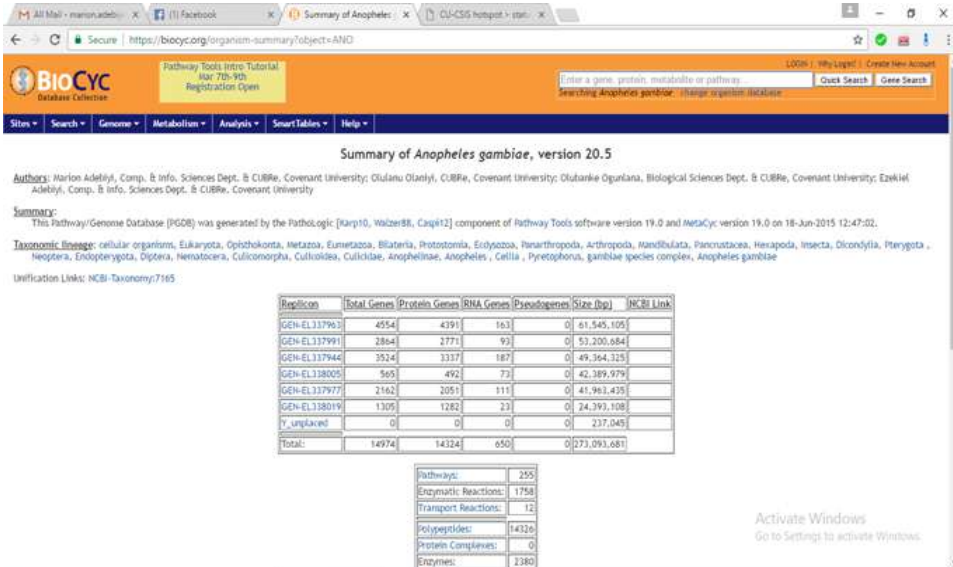 All Mail - marion.adebiy
(1) Facebook
Summary of Anopheles
CU-CSIS hotspot > stat
Secure https://biocyc.org/organism-summary?object=ANO
BIOCYC
Database Collection
Pathway Tools Intro Tutorial
Mar 7th-9th
Registration Open
LOGIN | Why Login? | Create New Account
Enter a gene, protein, metabolite or pathway...
Quick Search
Gene Search
Searching Anopheles gambiae change organism database
Sites Search Genome Metabolism Analysis SmartTables Help
Summary of Anopheles gambiae, version 20.5
Authors: Marion Adebiyi, Comp. & Info. Sciences Dept. & CUBRe, Covenant University; Olulanu Olaniyi, CUBRe, Covenant University; Olubanke Ogunlana, Biological Sciences Dept. & CUBRe, Covenant University; Ezekiel
Adebiyi, Comp. & Info. Sciences Dept. & CUBRe, Covenant University
Summary:
This Pathway/Genome Database (PGDB) was generated by the PathoLogic [Karp10, Walzer88, Caspi12] component of Pathway Tools software version 19.0 and MetaCyc version 19.0 on 18-Jun-2015 12:47:02.
Taxonomic lineage: cellular organisms, Eukaryota, Opisthokonta, Metazoa, Eumetazoa, Bilateria, Protostomia, Ecdysozoa, Panarthropoda, Arthropoda, Mandibulata, Pancrustacea, Hexapoda, Insecta, Dicondylia, Pterygota ,
Neoptera, Endopterygota, Diptera, Nematocera, Culicomorpha, Culicoidea, Culicidae, Anophelinae, Anopheles , Cellia , Pyretophorus, gambiae species complex, Anopheles gambiae
Unification Links: NCBI-Taxonomy:7165
Replicon Total Genes Protein Genes RNA Genes Pseudogenes Size (bp) NCBI Link
GEN-EL337963 4554 4391 163 0 61,545,105
GEN-EL337991 2864 2771 93 0 53,200,684
GEN-EL337944 3524 3337 187 0 49,364,325
GEN-EL338005 565 492 73 0 42,389,979
GEN-EL337977 2162 2051 111 0 41,963,435
GEN-EL338019 1305 1282 23 0 24,393,108
Y_unplaced 0 0 0 0 237,045
Total: 14974 14324 650 0 273,093,681
Pathways: 255
Enzymatic Reactions: 1758
Transport Reactions: 12
Polypeptides: 14326
Protein Complexes: 0
Enzymes: 2380
Activate Windows
Go to Settings to activate Windows.